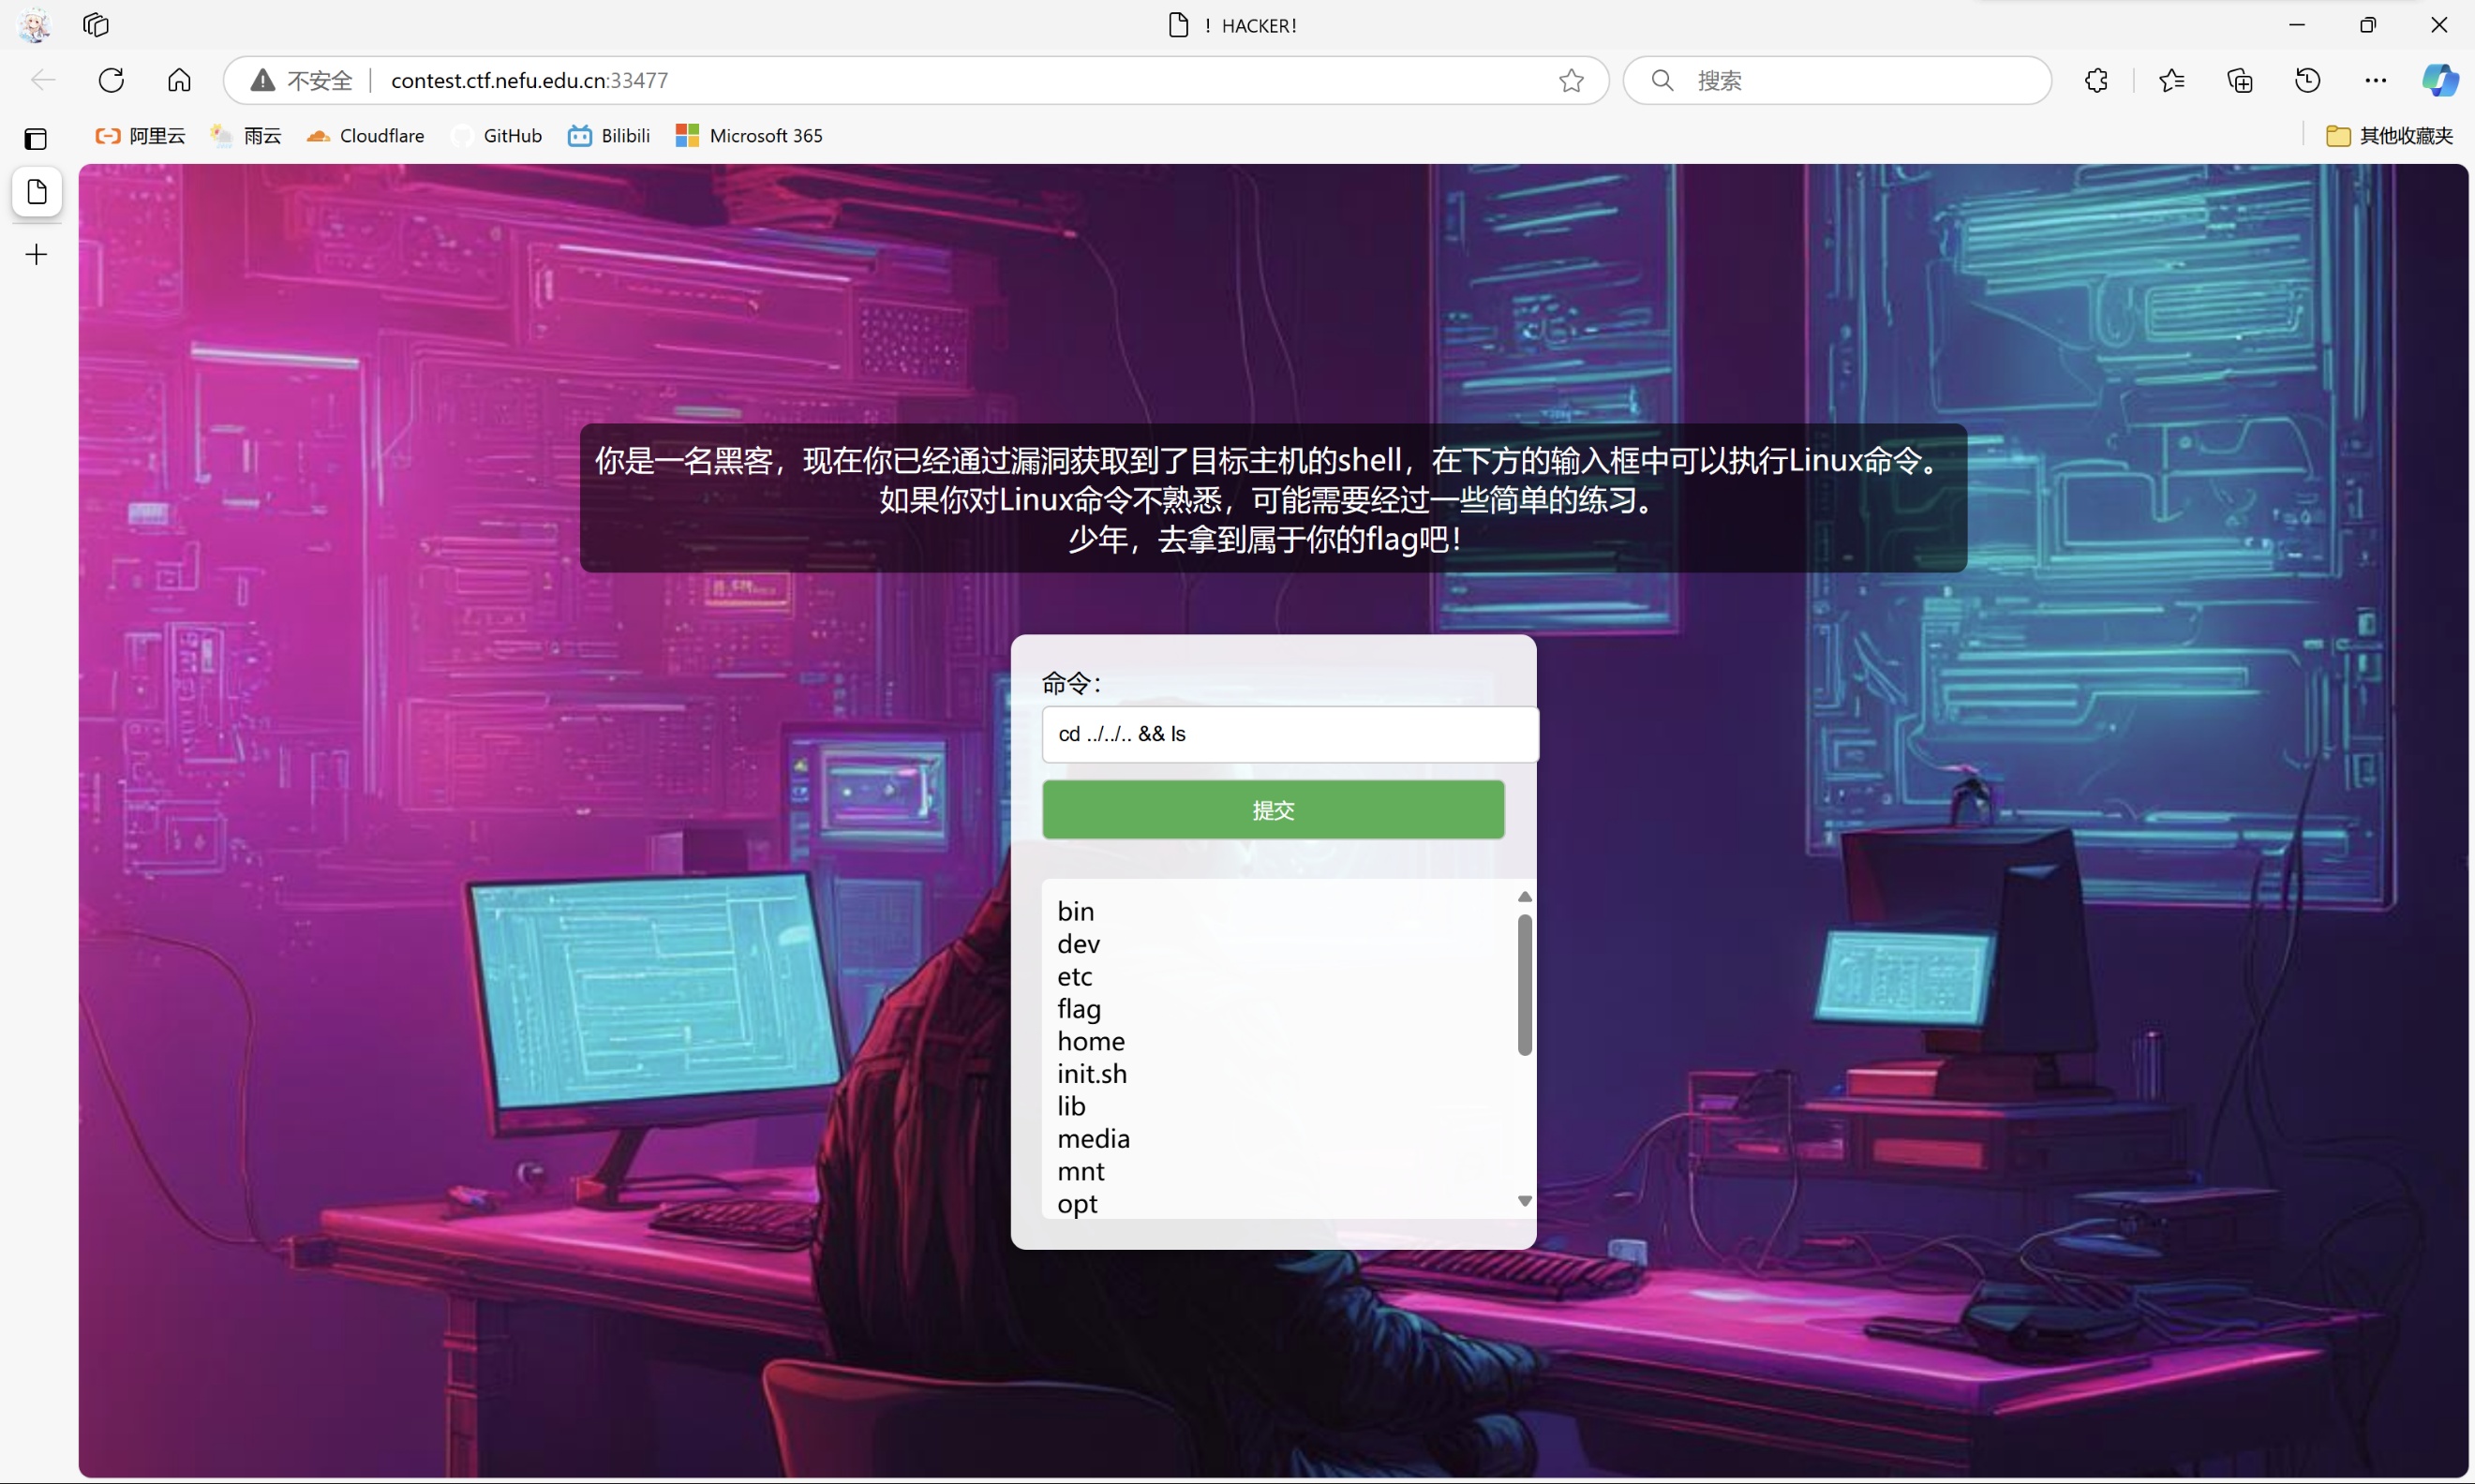 ！HACKER!
不安全 contest.ctf.nefu.edu.cn:33477
搜索
阿里云 雨云 Cloudflare GitHub Bilibili Microsoft 365 其他收藏夹
你是一名黑客，现在你已经通过漏洞获取到了目标主机的shell，在下方的输入框中可以执行Linux命令。
如果你对Linux命令不熟悉，可能需要经过一些简单的练习。
少年，去拿到属于你的flag吧！
命令：
cd ../../.. && ls
提交
bin
dev
etc
flag
home
init.sh
lib
media
mnt
opt